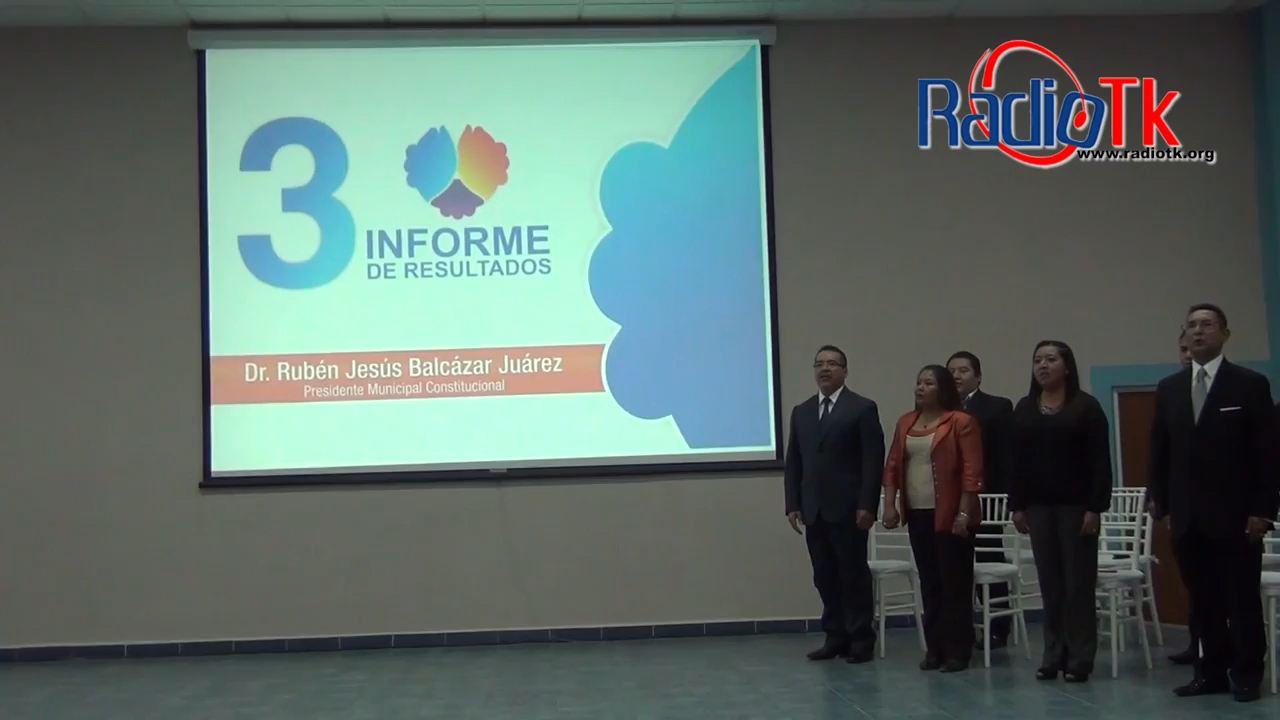 3
INFORME
DE RESULTADOS
Dr. Rubén Jesús Balcázar Juárez
Presidente Municipal Constitucional
RadioTk
www.radiotk.org